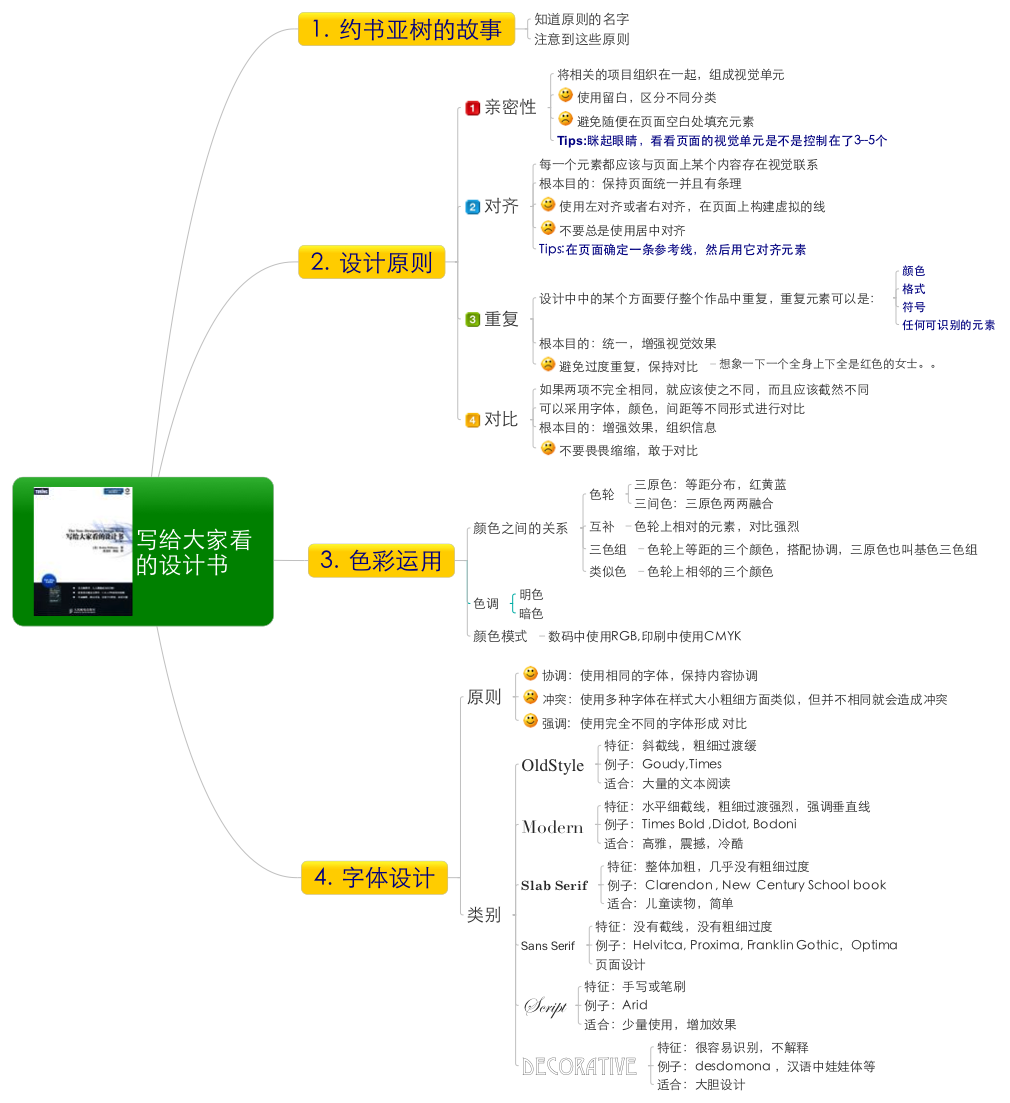 1. 约书亚树的故事
知道原则的名字
注意到这些原则
2. 设计原则
1 亲密性
将相关的项目组织在一起，组成视觉单元
使用留白，区分不同分类
避免随便在页面空白处填充元素
Tips:眯起眼睛，看看页面的视觉单元是不是控制在了3--5个
2 对齐
每一个元素都应该与页面上某个内容存在视觉联系
根本目的：保持页面统一并且有条理
使用左对齐或者右对齐，在页面上构建虚拟的线
不要总是使用居中对齐
Tips:在页面确定一条参考线，然后用它对齐元素
3 重复
设计中中的某个方面要仔整个作品中重复，重复元素可以是：
颜色
格式
符号
任何可识别的元素
根本目的：统一，增强视觉效果
避免过度重复，保持对比
想象一下一个全身上下全是红色的女士。。
4 对比
如果两项不完全相同，就应该使之不同，而且应该截然不同
可以采用字体，颜色，间距等不同形式进行对比
根本目的：增强效果，组织信息
不要畏畏缩缩，敢于对比
写给大家看的设计书
写给大家看
的设计书
3. 色彩运用
颜色之间的关系
色轮
三原色：等距分布，红黄蓝
三间色：三原色两两融合
互补
色轮上相对的元素，对比强烈
三色组
色轮上等距的三个颜色，搭配协调，三原色也叫基色三色组
类似色
色轮上相邻的三个颜色
色调
明色
暗色
颜色模式
数码中使用RGB,印刷中使用CMYK
4. 字体设计
原则
协调：使用相同的字体，保持内容协调
冲突：使用多种字体在样式大小粗细方面类似，但并不相同就会造成冲突
强调：使用完全不同的字体形成 对比
类别
OldStyle
特征：斜截线，粗细过渡缓
例子：Goudy,Times
适合：大量的文本阅读
Modern
特征：水平细截线，粗细过渡强烈，强调垂直线
例子：Times Bold ,Didot, Bodoni
适合：高雅，震撼，冷酷
Slab Serif
特征：整体加粗，几乎没有粗细过度
例子：Clarendon , New Century School book
适合：儿童读物，简单
Sans Serif
特征：没有截线，没有粗细过度
例子：Helvitca, Proxima, Franklin Gothic，Optima
页面设计
Script
特征：手写或笔刷
例子：Arid
适合：少量使用，增加效果
DECORATIVE
特征：很容易识别，不解释
例子：desdomona ，汉语中娃娃体等
适合：大胆设计